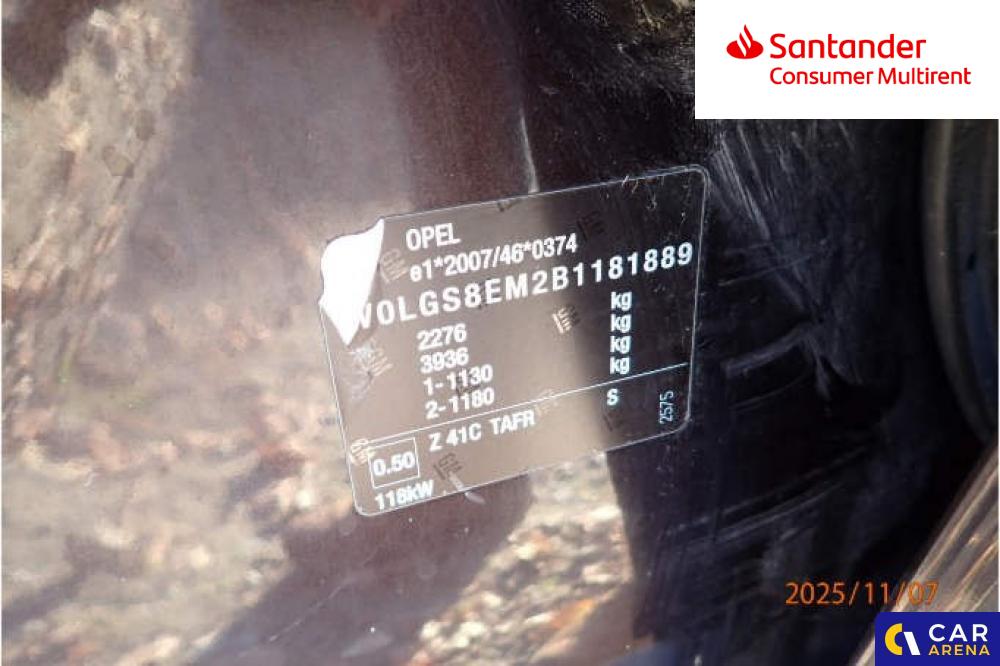 Santander
Consumer Multirent
OPEL
e1*2007/46*0374
W0LGS8EM2B1181889
2276 kg
3936 kg
1-1130 kg
2-1180 kg
Z 41C TAFR S
2575
0.50
118kW
2025/11/07
CAR
ARENA